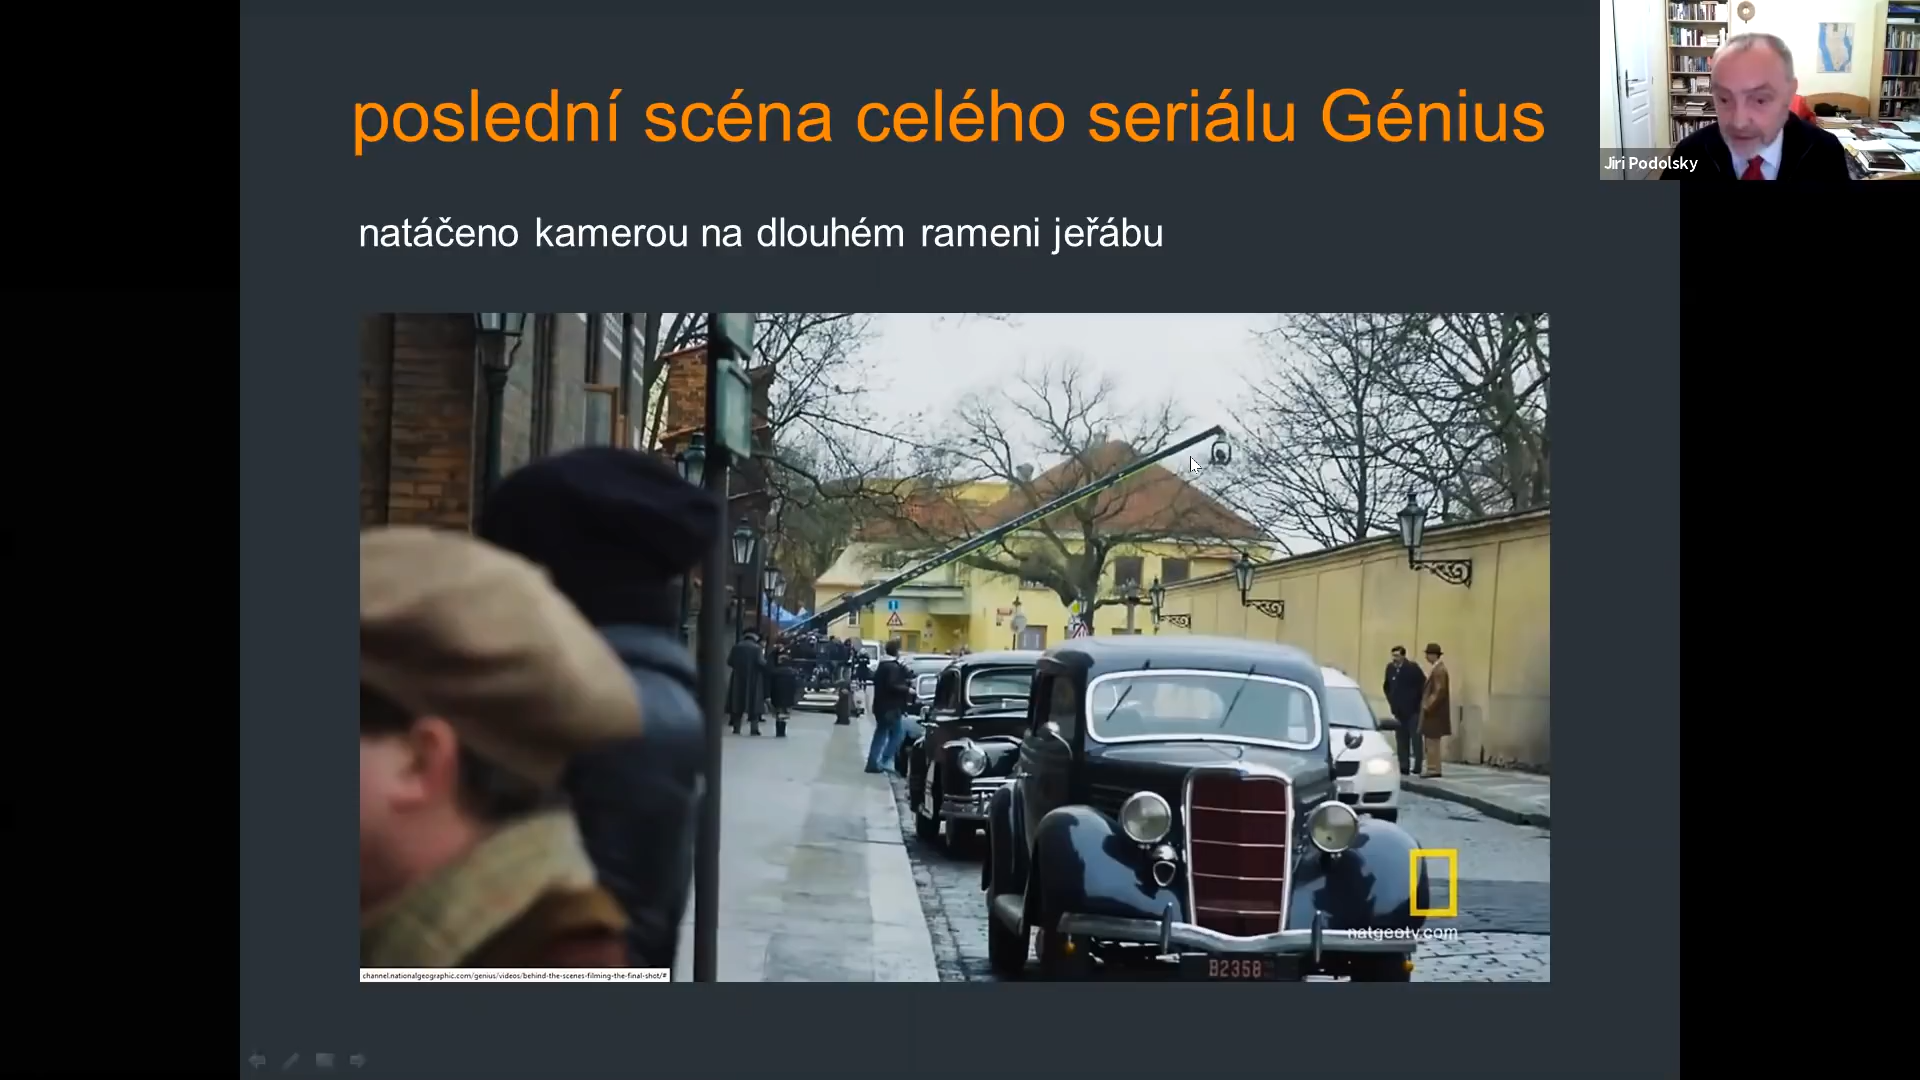 poslední scéna celého seriálu Génius
Jiri Podolsky
natáčeno kamerou na dlouhém rameni jeřábu
natgeotv.com
channel.nationalgeographic.com/genius/videos/behind-the-scenes-filming-the-final-shot/#
B2358